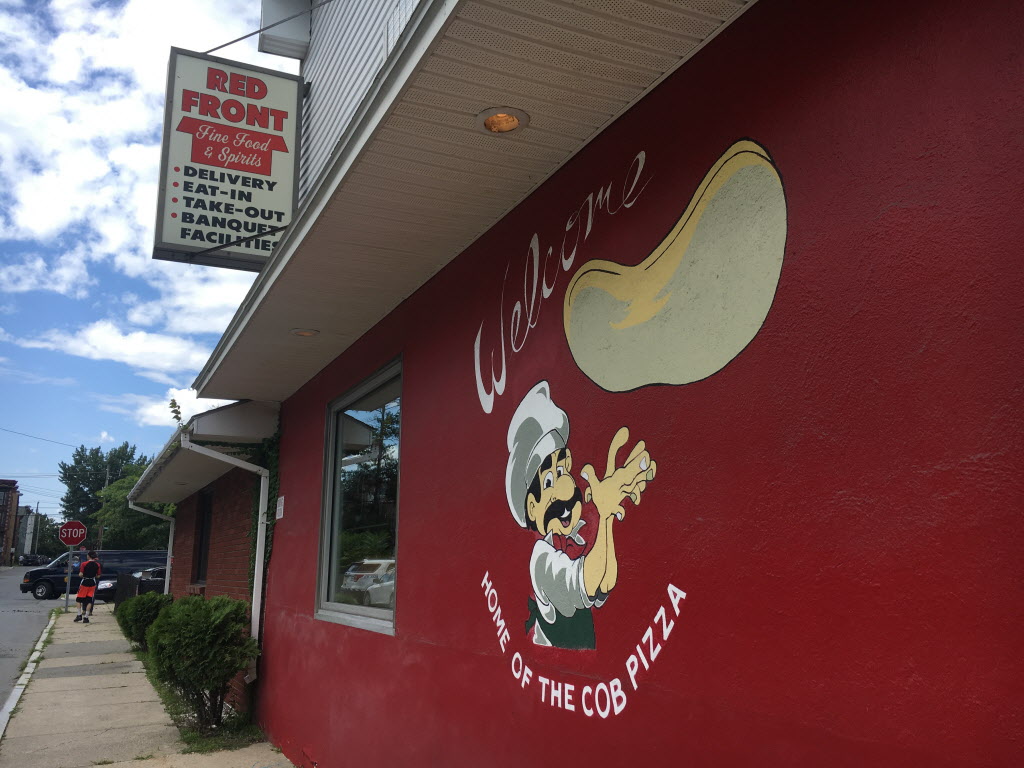 RED
FRONT
Fine Food
& Spirits
• DELIVERY
• EAT-IN
• TAKE-OUT
• BANQUET
FACILITIES
Welcome
HOME OF THE COB PIZZA
STOP